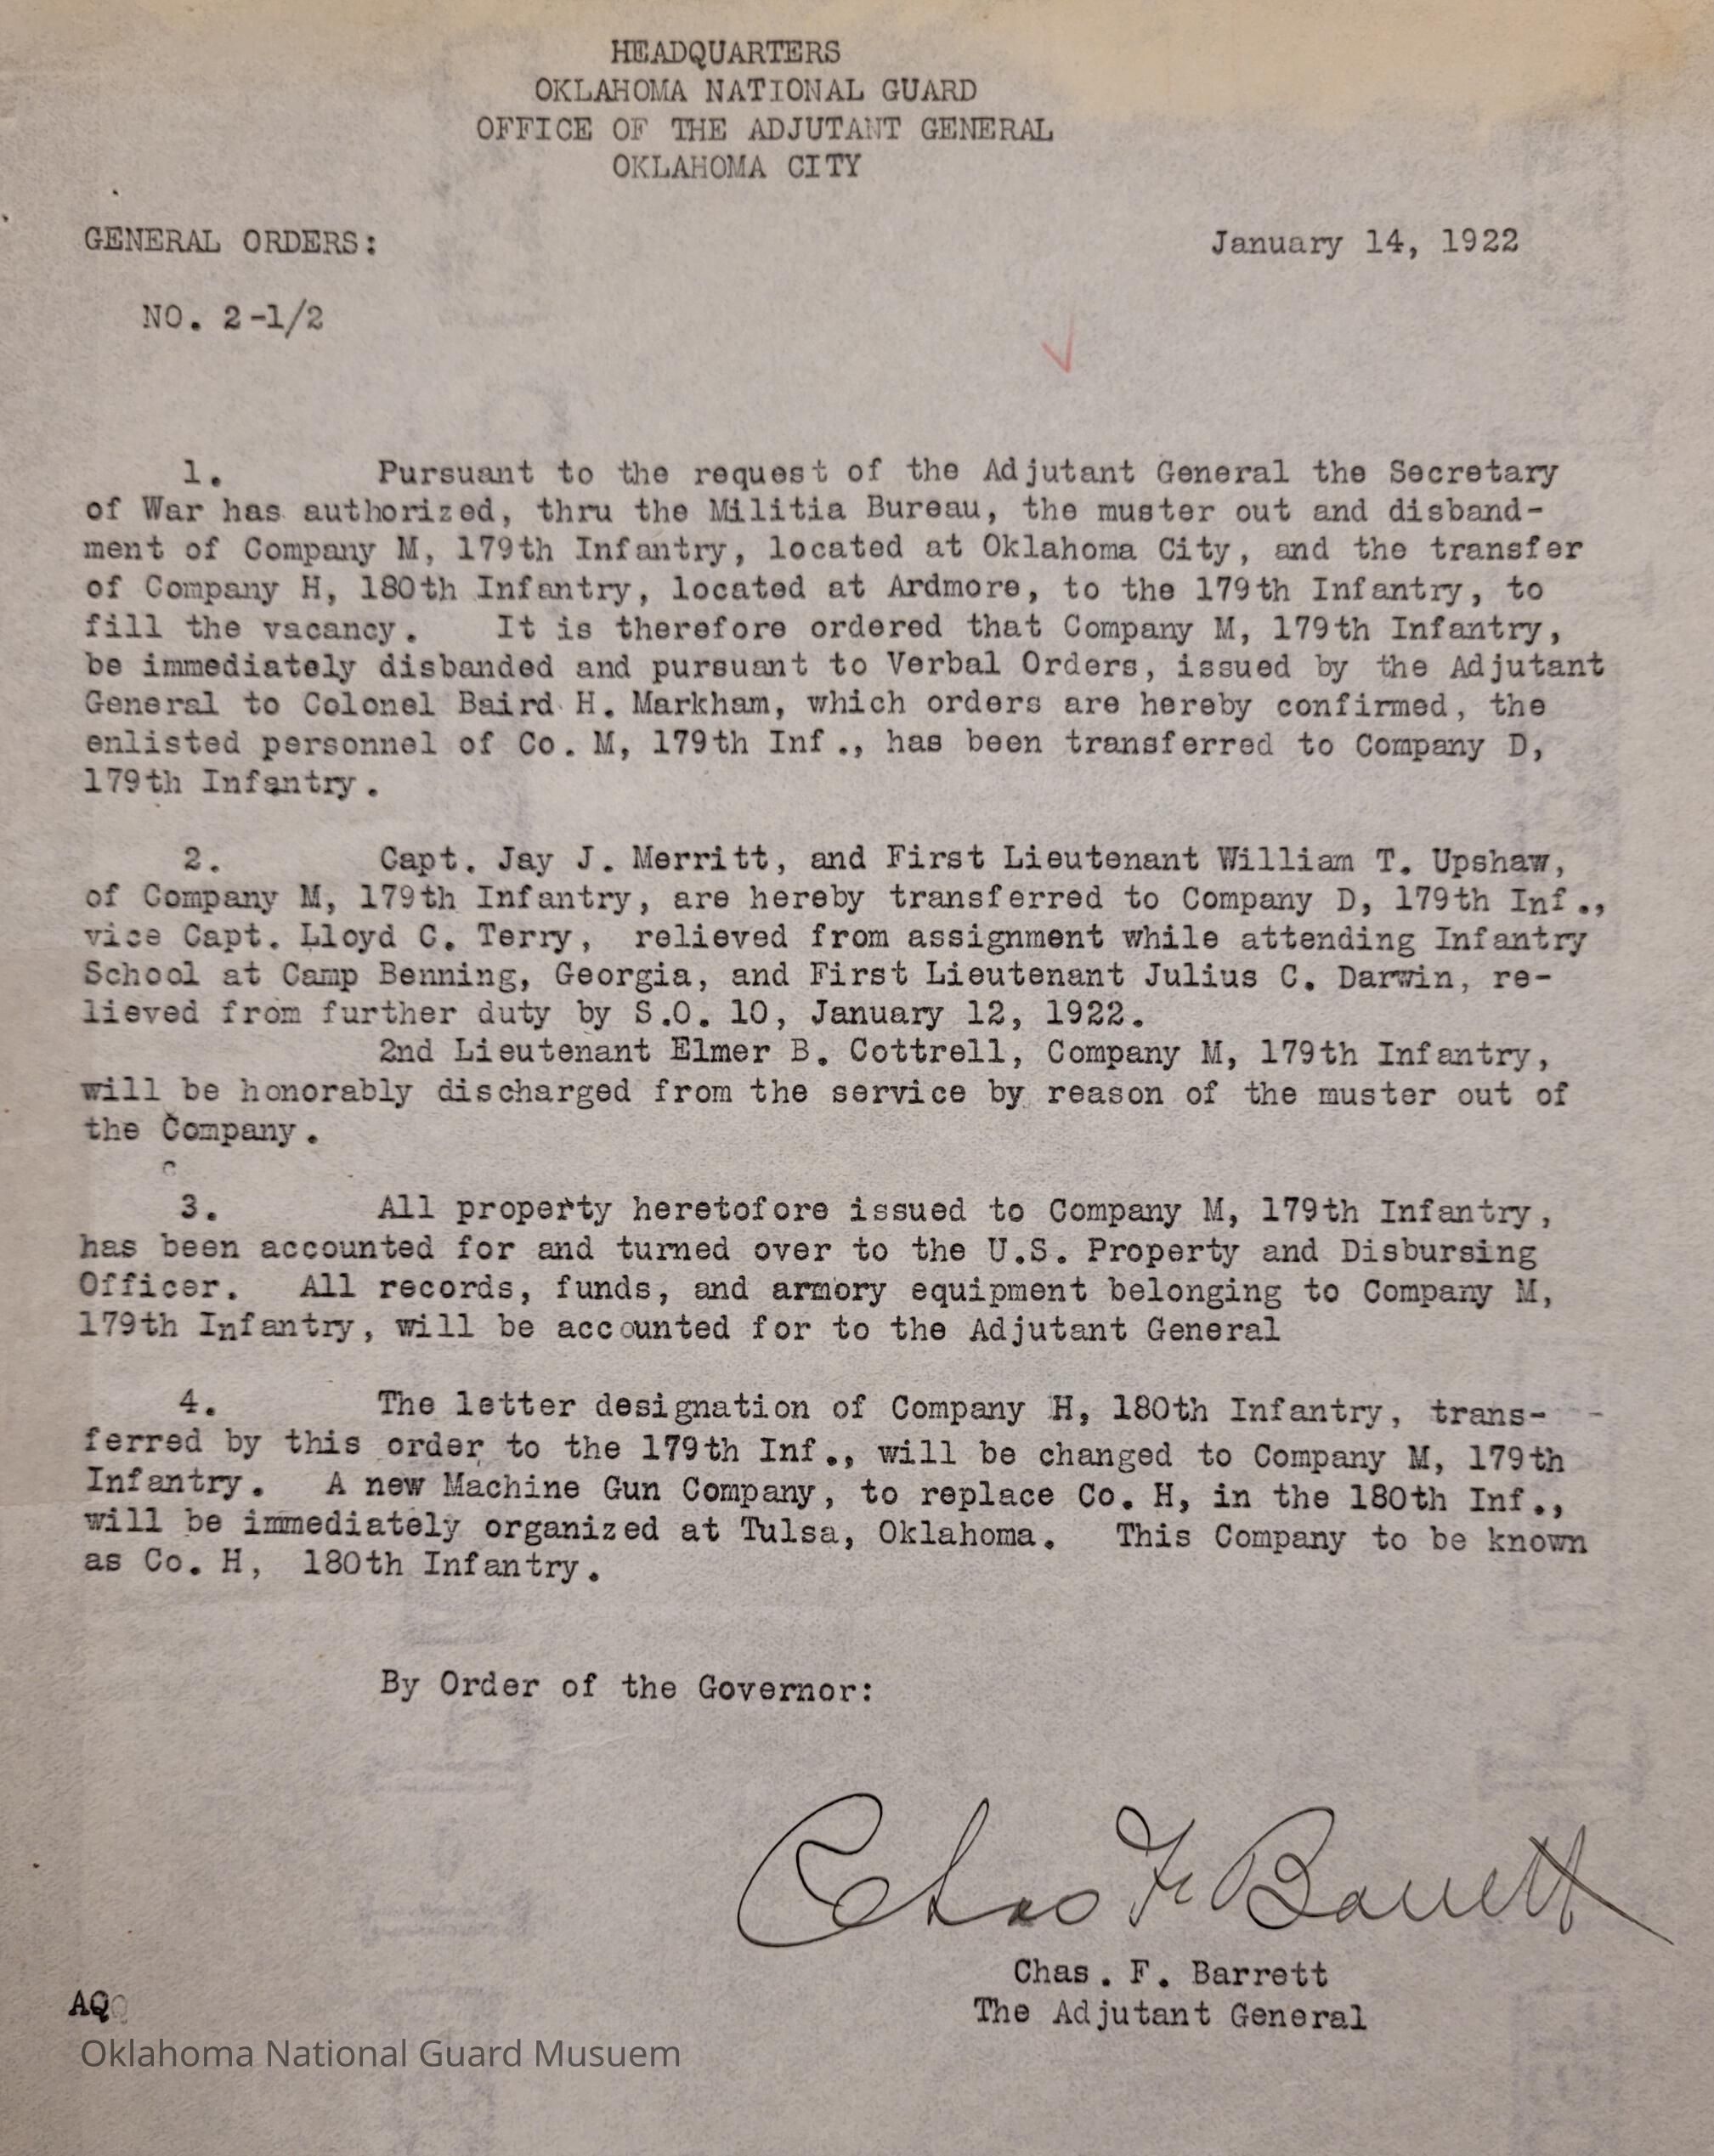 HEADQUARTERS
OKLAHOMA NATIONAL GUARD
OFFICE OF THE ADJUTANT GENERAL
OKLAHOMA CITY
GENERAL ORDERS: January 14, 1922
NO. 2-1/2
1. Pursuant to the request of the Adjutant General the Secretary
of War has authorized, thru the Militia Bureau, the muster out and disband-
ment of Company M, 179th Infantry, located at Oklahoma City, and the transfer
of Company H, 180th Infantry, located at Ardmore, to the 179th Infantry, to
fill the vacancy. It is therefore ordered that Company M, 179th Infantry,
be immediately disbanded and pursuant to Verbal Orders, issued by the Adjutant
General to Colonel Baird H. Markham, which orders are hereby confirmed, the
enlisted personnel of Co. M, 179th Inf., has been transferred to Company D,
179th Infantry.
2. Capt. Jay J. Merritt, and First Lieutenant William T. Upshaw,
of Company M, 179th Infantry, are hereby transferred to Company D, 179th Inf.,
vice Capt. Lloyd C. Terry, relieved from assignment while attending Infantry
School at Camp Benning, Georgia, and First Lieutenant Julius C. Darwin, re-
lieved from further duty by S.O. 10, January 12, 1922.
2nd Lieutenant Elmer B. Cottrell, Company M, 179th Infantry,
will be honorably discharged from the service by reason of the muster out of
the Company.
3. All property heretofore issued to Company M, 179th Infantry,
has been accounted for and turned over to the U.S. Property and Disbursing
Officer. All records, funds, and armory equipment belonging to Company M,
179th Infantry, will be accounted for to the Adjutant General
4. The letter designation of Company H, 180th Infantry, trans-
ferred by this order to the 179th Inf., will be changed to Company M, 179th
Infantry. A new Machine Gun Company, to replace Co. H, in the 180th Inf.,
will be immediately organized at Tulsa, Oklahoma. This Company to be known
as Co. H, 180th Infantry.
By Order of the Governor:
Chas F Barrett
Chas. F. Barrett
The Adjutant General
AQ
Oklahoma National Guard Musuem